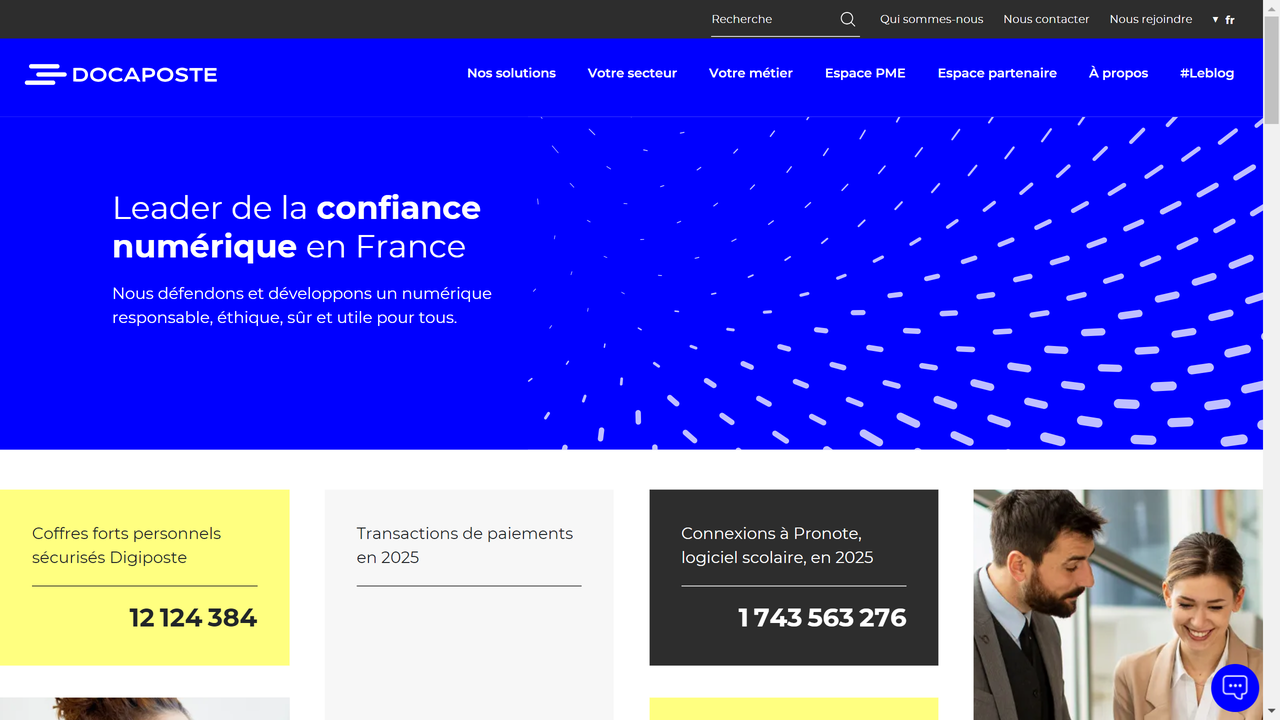 Recherche
Qui sommes-nous
Nous contacter
Nous rejoindre
▼ fr
DOCAPOSTE
Nos solutions
Votre secteur
Votre métier
Espace PME
Espace partenaire
À propos
#Leblog
Leader de la confiance
numérique en France
Nous défendons et développons un numérique
responsable, éthique, sûr et utile pour tous.
Coffres forts personnels
sécurisés Digiposte
12 124 384
Transactions de paiements
en 2025
Connexions à Pronote,
logiciel scolaire, en 2025
1 743 563 276